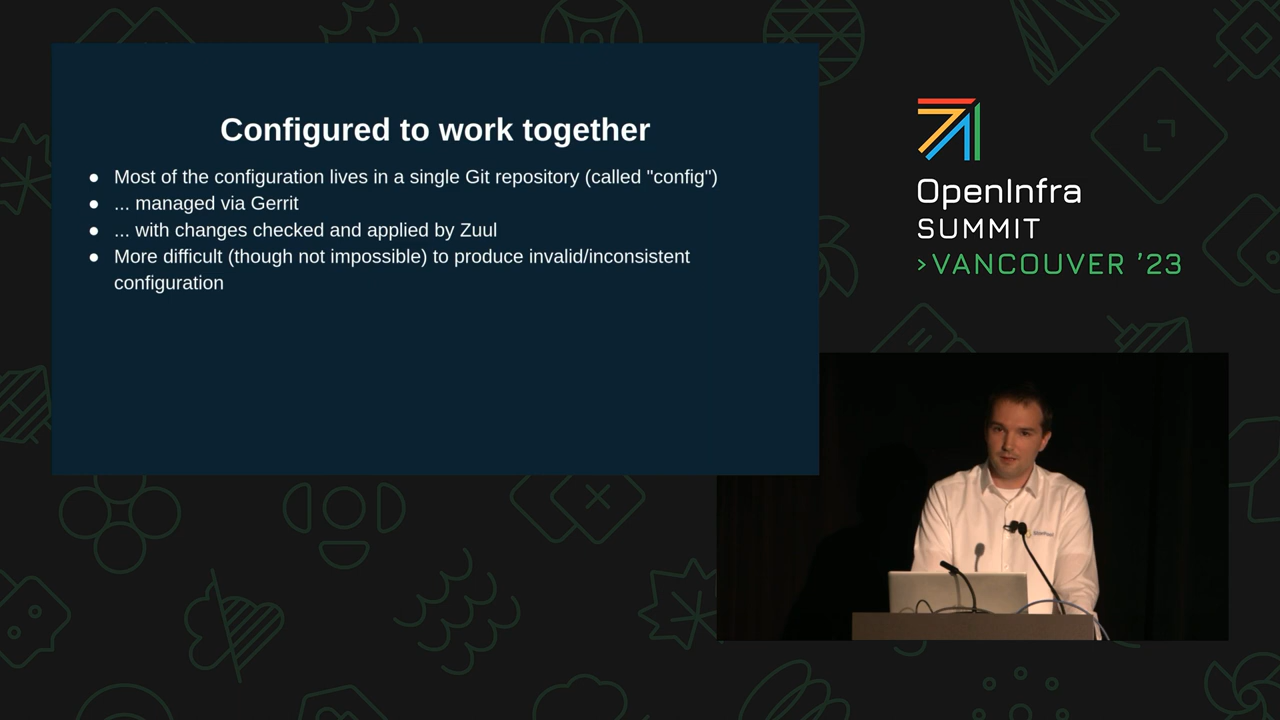 Configured to work together
● Most of the configuration lives in a single Git repository (called "config")
● ... managed via Gerrit
● ... with changes checked and applied by Zuul
● More difficult (though not impossible) to produce invalid/inconsistent
configuration
OpenInfra
SUMMIT
>VANCOUVER '23